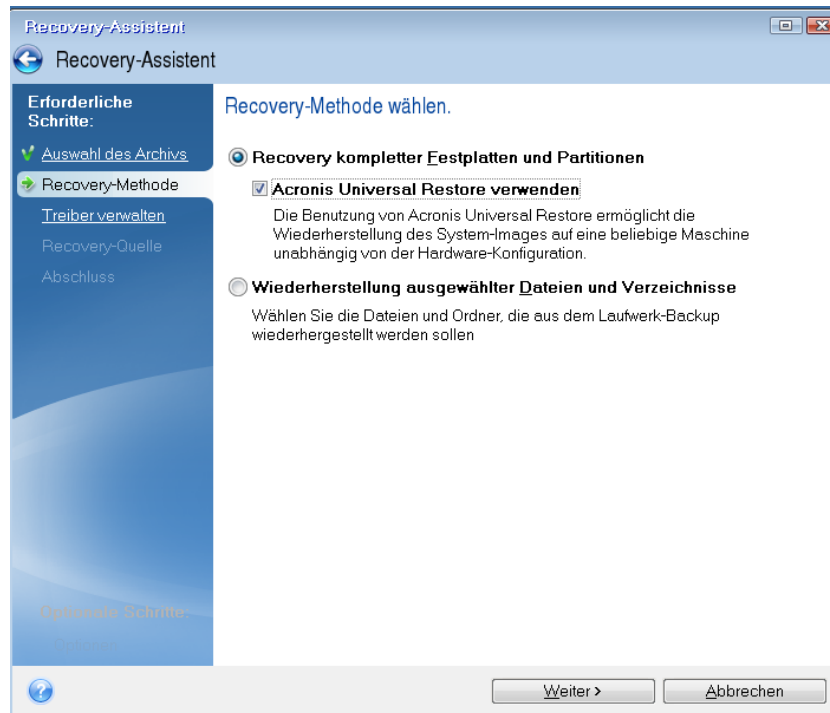 Recovery-Assistent
Recovery-Assistent
Erforderliche
Schritte:
Auswahl des Archivs
Recovery-Methode
Treiber verwalten
Recovery-Quelle
Abschluss
Optionale Schritte:
Recovery-Methode wählen.
Recovery kompletter Festplatten und Partitionen
Acronis Universal Restore verwenden
Die Benutzung von Acronis Universal Restore ermöglicht die
Wiederherstellung des System-Images auf eine beliebige Maschine
unabhängig von der Hardware-Konfiguration.
Wiederherstellung ausgewählter Dateien und Verzeichnisse
Wählen Sie die Dateien und Ordner, die aus dem Laufwerk-Backup
wiederhergestellt werden sollen
Weiter >
Abbrechen